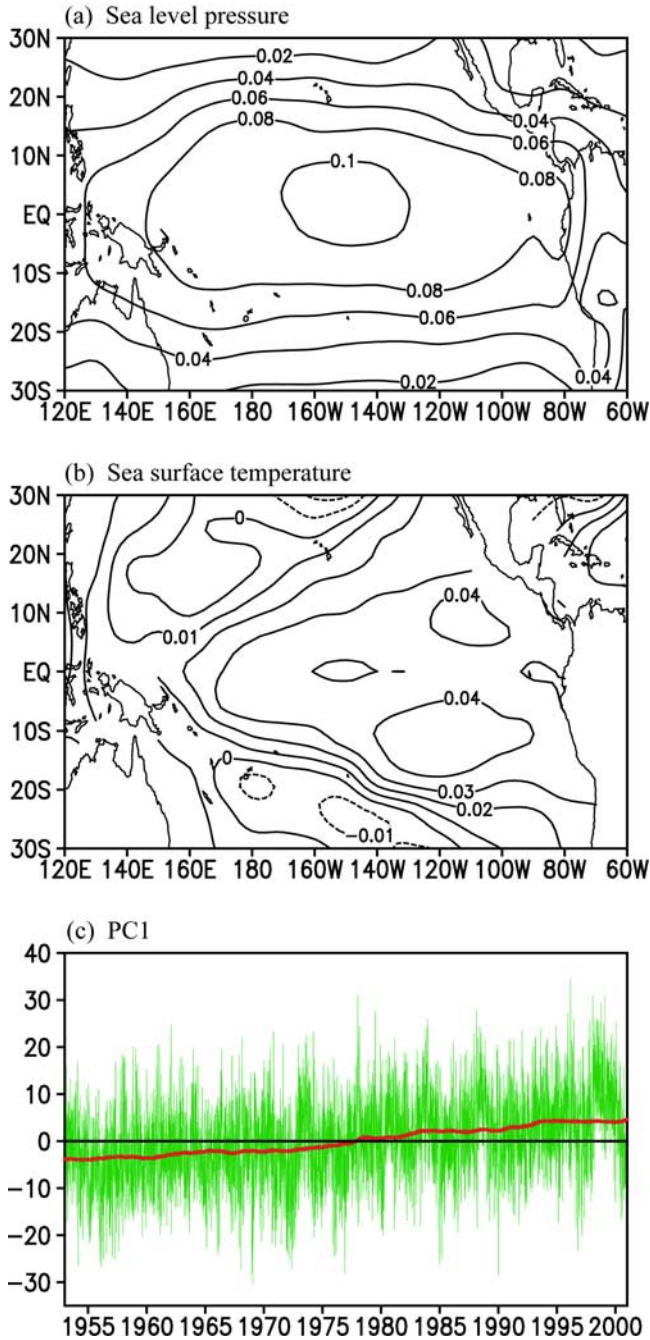 (a) Sea level pressure
30N
0.02
0.04
20N
0.06
0.04
0.08
0.06
10N
0.1
0.08
EQ
10S
0.08
0.06
20S
0.04
0.04
0.02
30S
120E 140E 160E 180 160W 140W 120W 100W 80W 60W
(b) Sea surface temperature
30N
0
20N
0.04
10N
0.01
EQ
0.04
10S
0
0.03
20S
0.02
-0.01
30S
120E 140E 160E 180 160W 140W 120W 100W 80W 60W
(c) PC1
40
30
20
10
0
-10
-20
-30
1955 1960 1965 1970 1975 1980 1985 1990 1995 2000